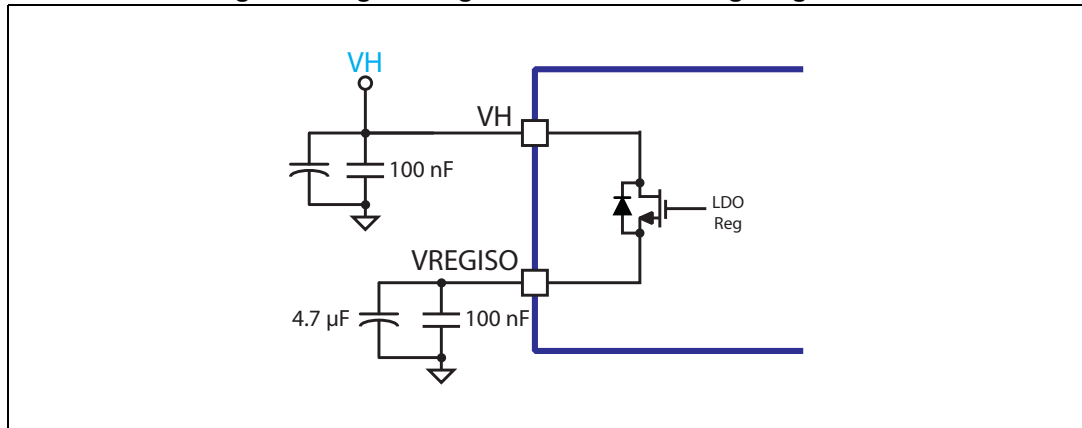 VH
VH
100 nF
LDO
Reg
VREGISO
4.7 µF
100 nF